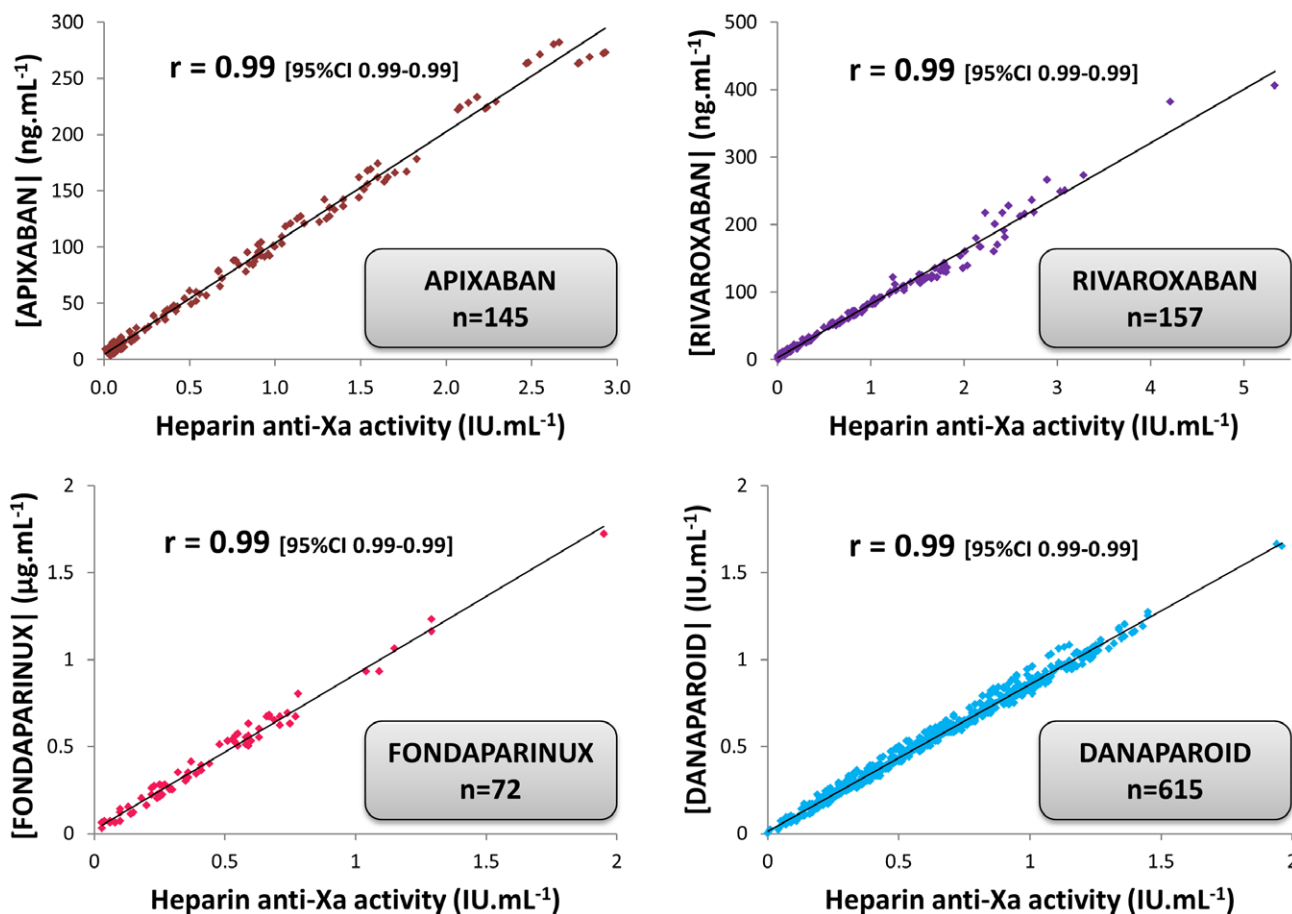 [APIXABAN] (ng.mL⁻¹)
300
250
200
150
100
50
0
r = 0.99 [95%CI 0.99-0.99]
APIXABAN
n=145
0.0 0.5 1.0 1.5 2.0 2.5 3.0
Heparin anti-Xa activity (IU.mL⁻¹)
[RIVAROXABAN] (ng.mL⁻¹)
500
400
300
200
100
0
r = 0.99 [95%CI 0.99-0.99]
RIVAROXABAN
n=157
0 1 2 3 4 5
Heparin anti-Xa activity (IU.mL⁻¹)
[FONDAPARINUX] (µg.mL⁻¹)
2
1.5
1
0.5
0
r = 0.99 [95%CI 0.99-0.99]
FONDAPARINUX
n=72
0 0.5 1 1.5 2
Heparin anti-Xa activity (IU.mL⁻¹)
[DANAPAROID] (IU.mL⁻¹)
2
1.5
1
0.5
0
r = 0.99 [95%CI 0.99-0.99]
DANAPAROID
n=615
0 0.5 1 1.5 2
Heparin anti-Xa activity (IU.mL⁻¹)